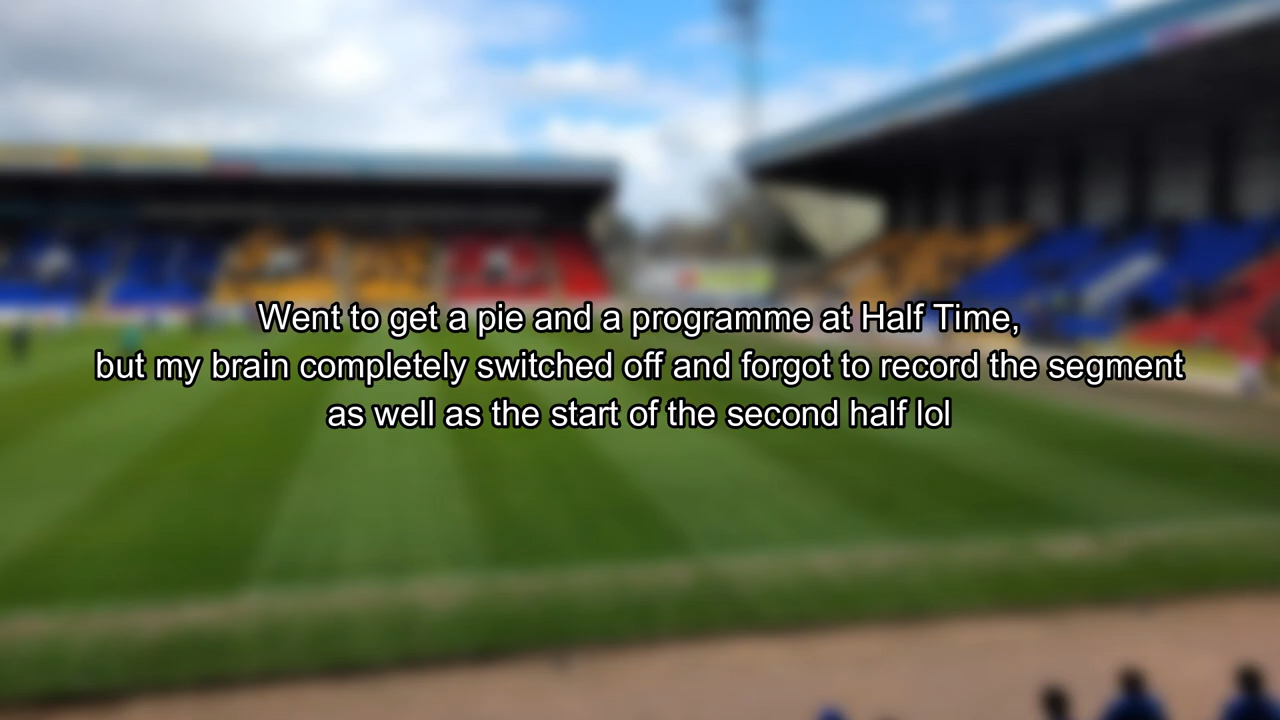 Went to get a pie and a programme at Half Time,
but my brain completely switched off and forgot to record the segment
as well as the start of the second half lol